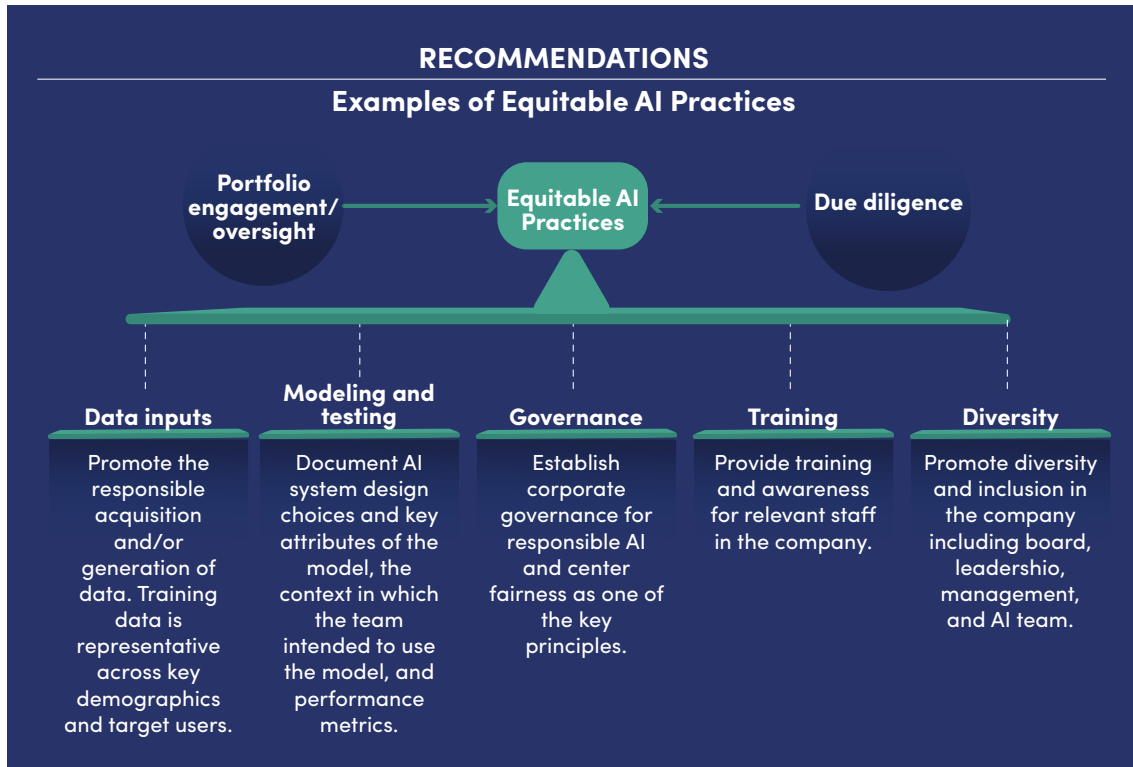 RECOMMENDATIONS
Examples of Equitable AI Practices
Portfolio
engagement/
oversight
Equitable AI
Practices
Due diligence
Data inputs
Promote the
responsible
acquisition
and/or
generation of
data. Training
data is
representative
across key
demographics
and target users.
Modeling and
testing
Document AI
system design
choices and key
attributes of the
model, the
context in which
the team
intended to use
the model, and
performance
metrics.
Governance
Establish
corporate
governance for
responsible AI
and center
fairness as one of
the key
principles.
Training
Provide training
and awareness
for relevant staff
in the company.
Diversity
Promote diversity
and inclusion in
the company
including board,
leadershio,
management,
and AI team.